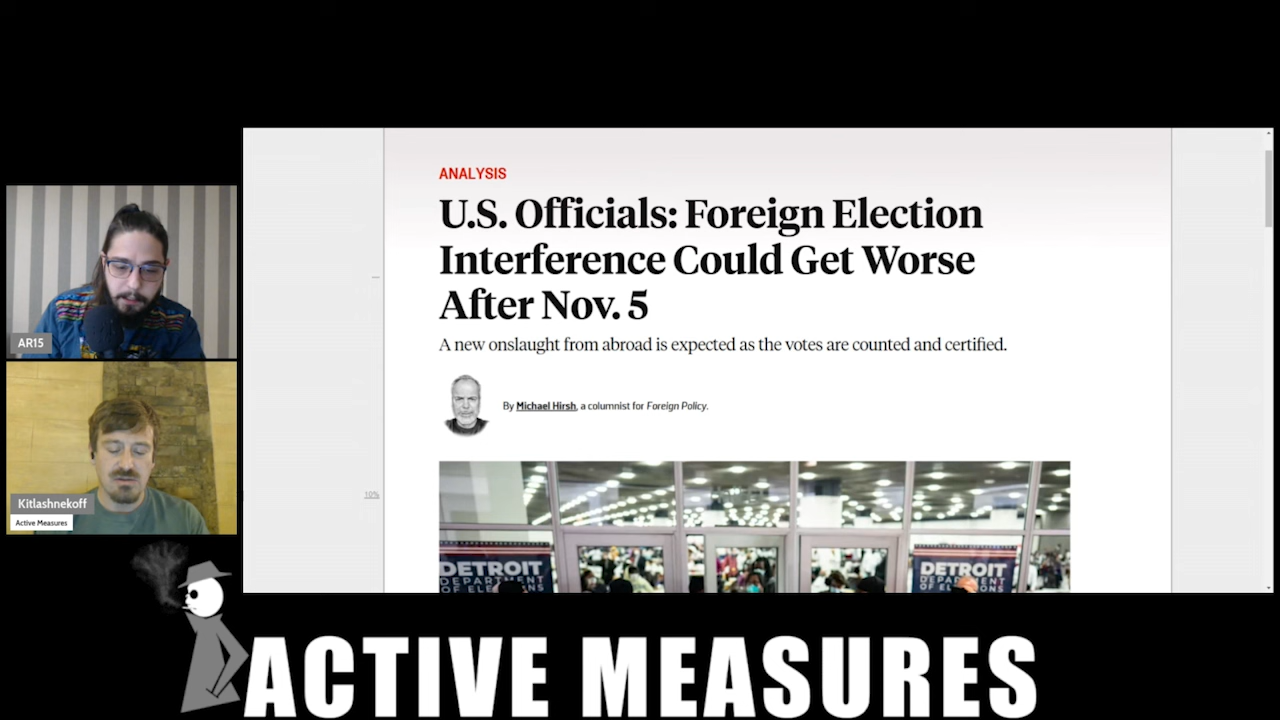 ANALYSIS
U.S. Officials: Foreign Election
Interference Could Get Worse
After Nov. 5
A new onslaught from abroad is expected as the votes are counted and certified.
By Michael Hirsh, a columnist for Foreign Policy.
AR15
Kitlashnekoff
Active Measures
10%
DETROIT
DEPARTMENT
OF ELECTIONS
DETROIT
DEPARTMENT
OF ELECTIONS
ACTIVE MEASURES